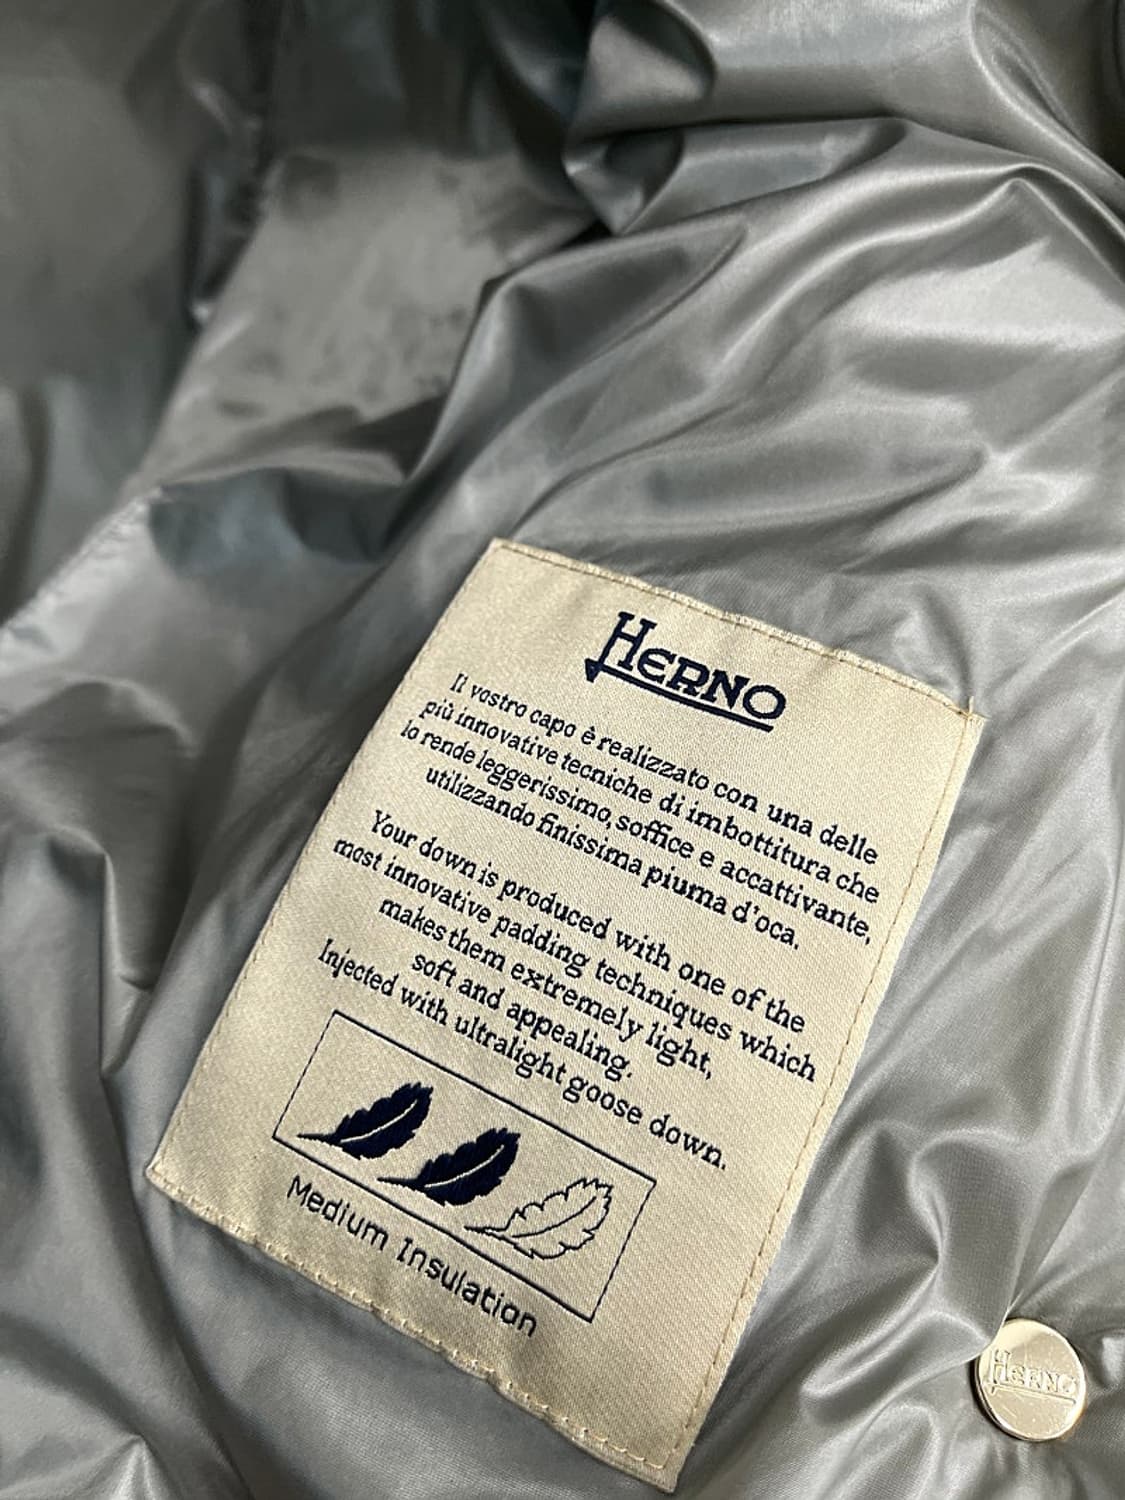 HERNO
Il vostro capo è realizzato con una delle
più innovative tecniche di imbottitura che
lo rende leggerissimo, soffice e accattivante,
utilizzando finissima piuma d'oca.
Your down is produced with one of the
most innovative padding techniques which
makes them extremely light,
soft and appealing.
Injected with ultralight goose down.
Medium Insulation
HERNO